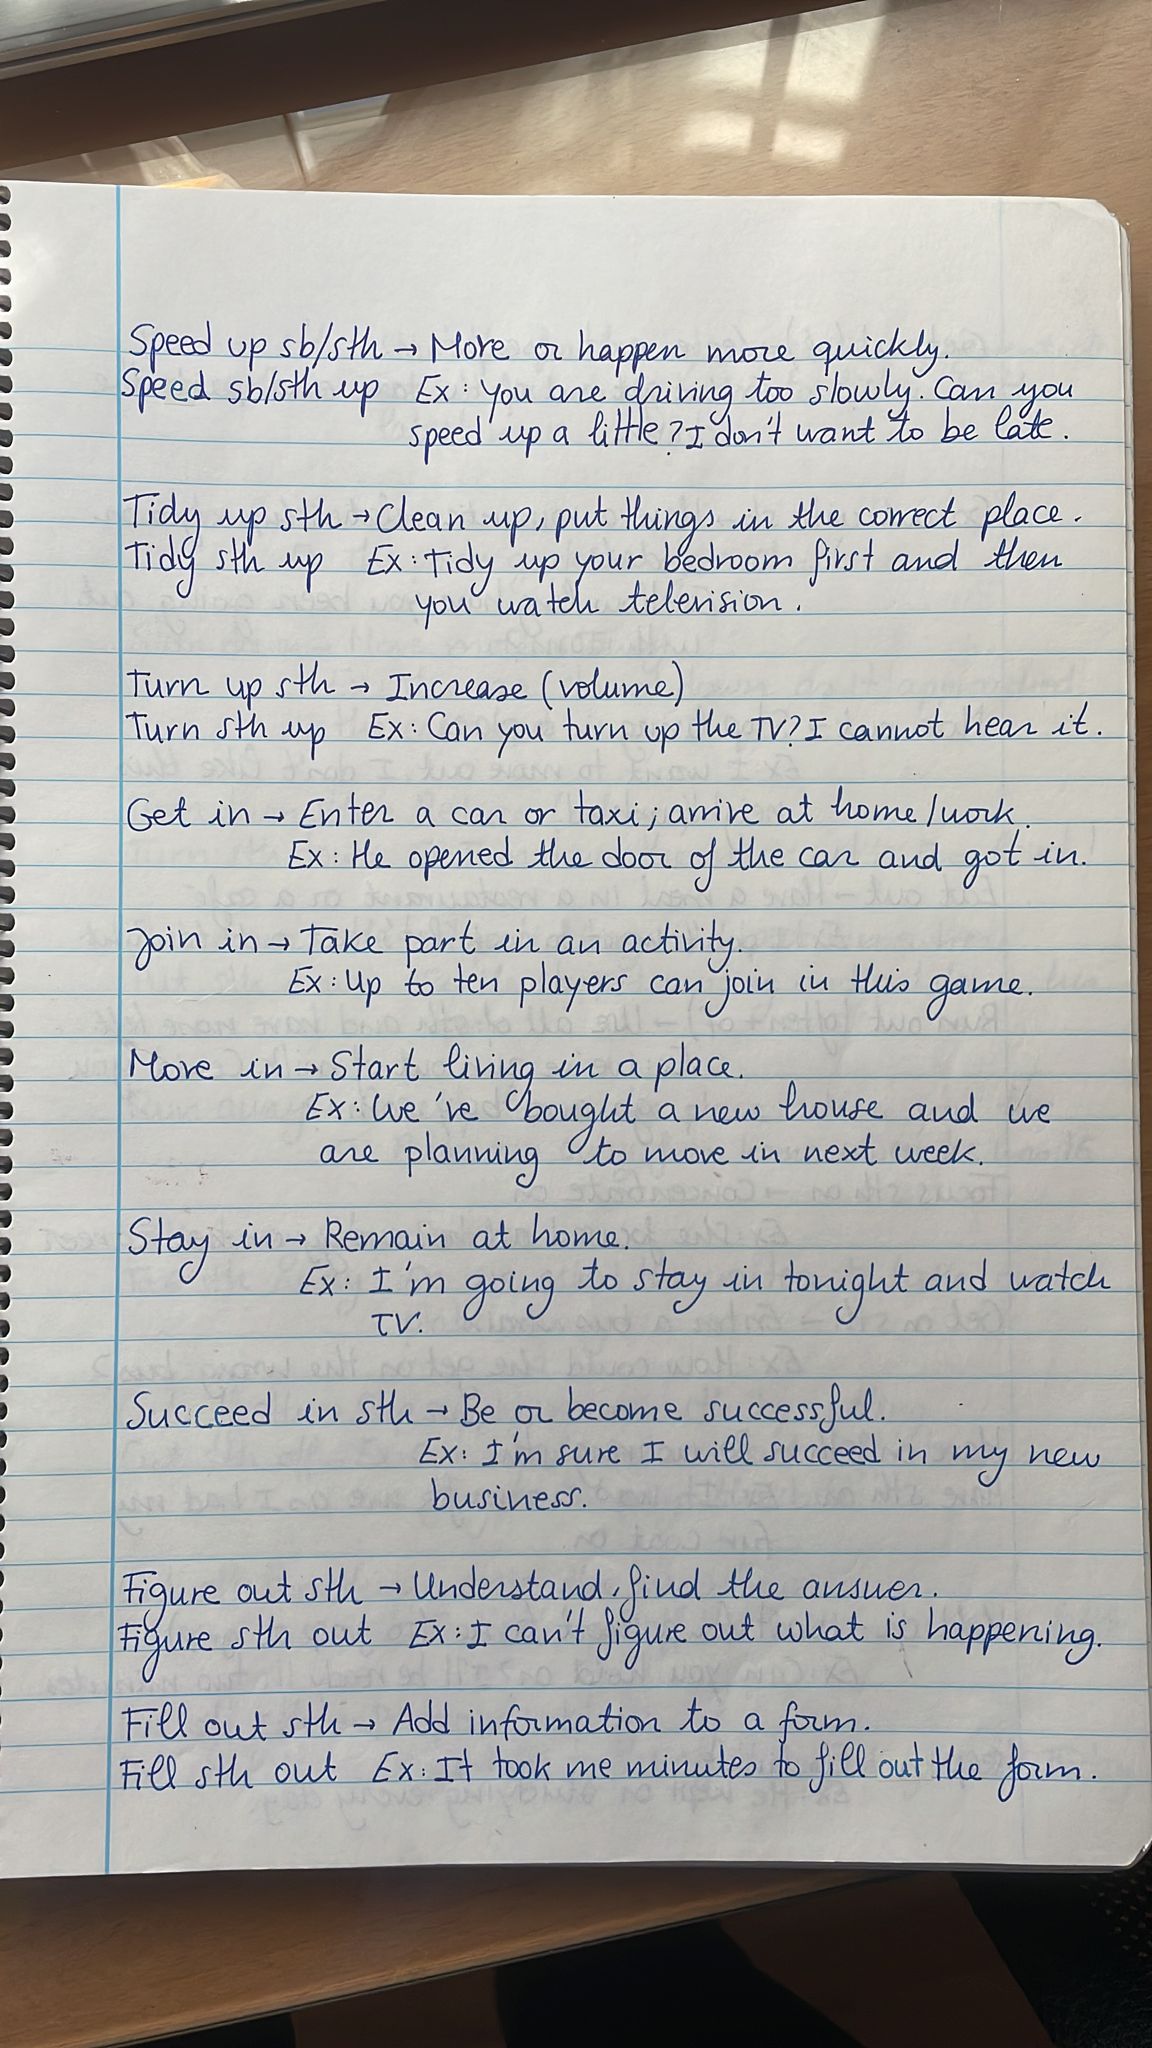 Speed up sb/sth → More or happen more quickly.
Speed sb/sth up Ex: You are driving too slowly. Can you
speed up a little? I don't want to be late.
Tidy up sth → Clean up, put things in the correct place.
Tidy sth up Ex: Tidy up your bedroom first and then
you watch television.
Turn up sth → Increase (volume)
Turn sth up Ex: Can you turn up the TV? I cannot hear it.
Get in → Enter a car or taxi; arrive at home/work.
Ex: He opened the door of the car and got in.
Join in → Take part in an activity.
Ex: Up to ten players can join in this game.
Move in → Start living in a place.
Ex: We've bought a new house and we
are planning to move in next week.
Stay in → Remain at home.
Ex: I'm going to stay in tonight and watch
TV.
Succeed in sth → Be or become successful.
Ex: I'm sure I will succeed in my new
business.
Figure out sth → Understand, find the answer.
Figure sth out Ex: I can't figure out what is happening.
Fill out sth → Add information to a form.
Fill sth out Ex: It took me minutes to fill out the form.